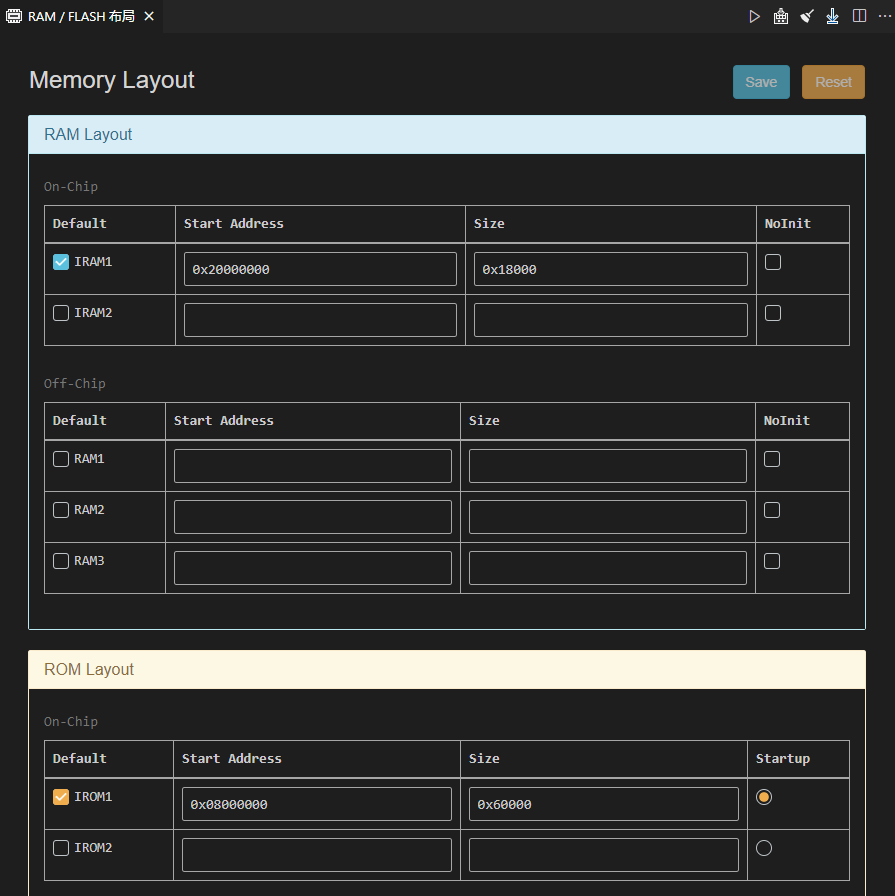 RAM / FLASH 布局
Memory Layout
Save Reset
RAM Layout
On-Chip
Default Start Address Size NoInit
IRAM1 0x20000000 0x18000
IRAM2
Off-Chip
Default Start Address Size NoInit
RAM1
RAM2
RAM3
ROM Layout
On-Chip
Default Start Address Size Startup
IROM1 0x08000000 0x60000
IROM2